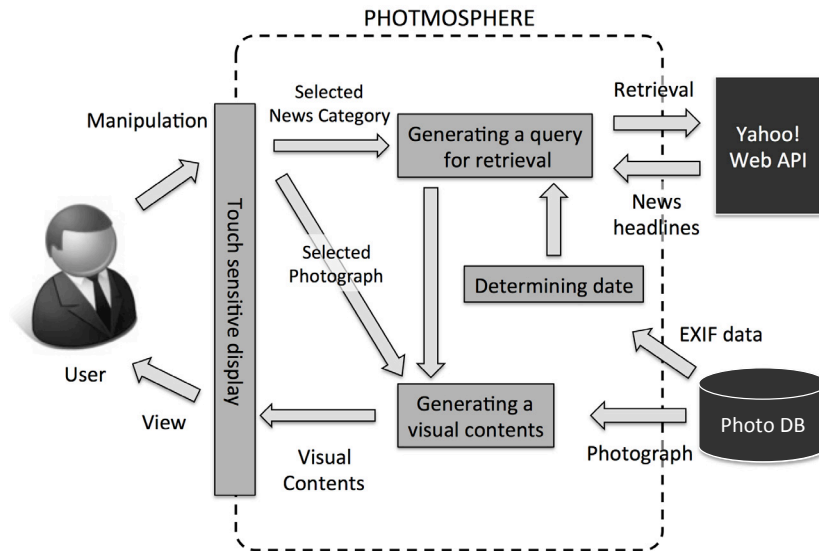 PHOTMOSPHERE
Manipulation
Selected
News Category
Generating a query
for retrieval
Retrieval
Yahoo!
Web API
News
headlines
Touch sensitive display
Selected
Photograph
Determining date
EXIF data
User
View
Generating a
visual contents
Visual
Contents
Photograph
Photo DB